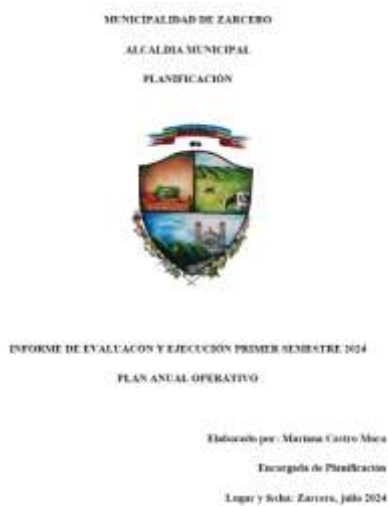 MUNICIPALIDAD DE ZARCERO
ALCALDIA MUNICIPAL
PLANIFICACIÓN
INFORME DE EVALUACON Y EJECUCIÓN PRIMER SEMESTRE 2024
PLAN ANUAL OPERATIVO
Elaborado por: Mariana Castro Mora
Encargada de Planificación
Lugar y fecha: Zarcero, julio 2024